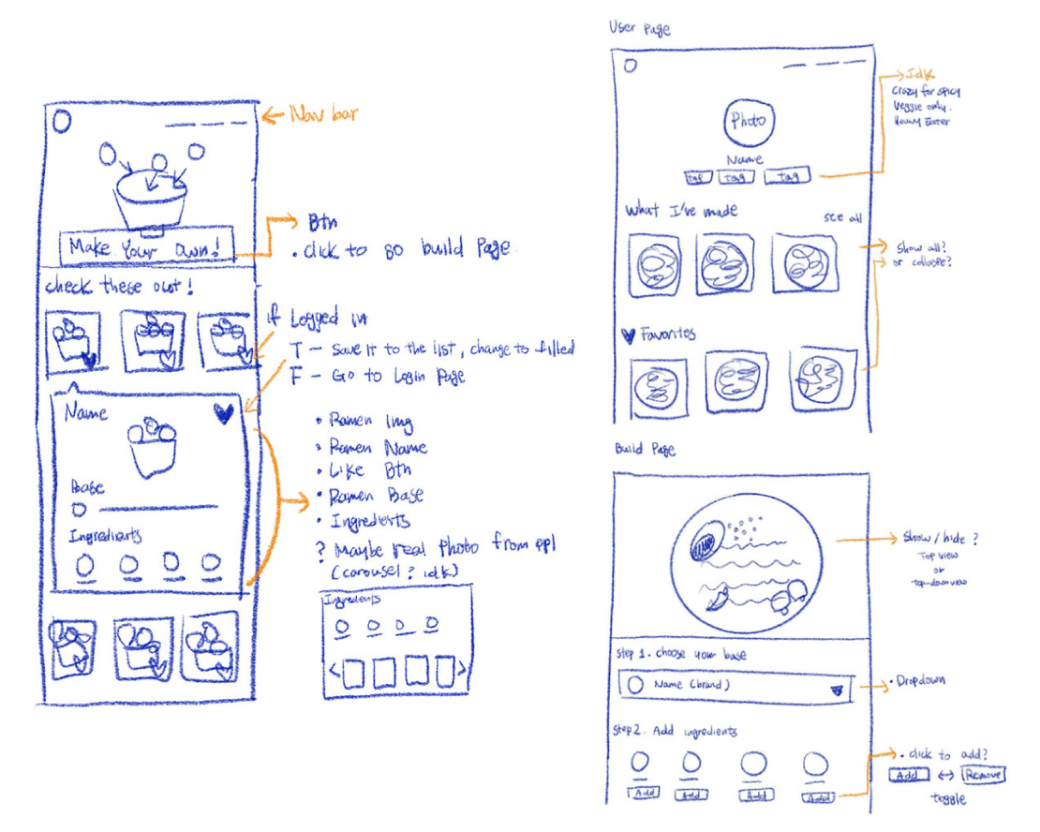 Nav bar
Make Your Own!
Btn
• click to go build Page.
check these out!
if Logged in
T – Save it to the list, change to filled
F – Go to Login Page
Name
Base
Ingredients
• Ramen Img
• Ramen Name
• Like Btn
• Ramen Base
• Ingredients
? Maybe real Photo from ppl
(carousel? idk)
Ingredients
User Page
Photo
Name
Tag Tag Tag
Idk
Crazy for spicy
Veggie only.
Heavy Eater
What I've made
see all
Show all?
or collapse?
Favorites
Build Page
Show / hide ?
Top view
or
Top-down view
Step 1. choose your base
Name (brand)
• Dropdown
Step 2. Add ingredients
Add Add Add Add
• click to add?
Add ↔ Remove
toggle